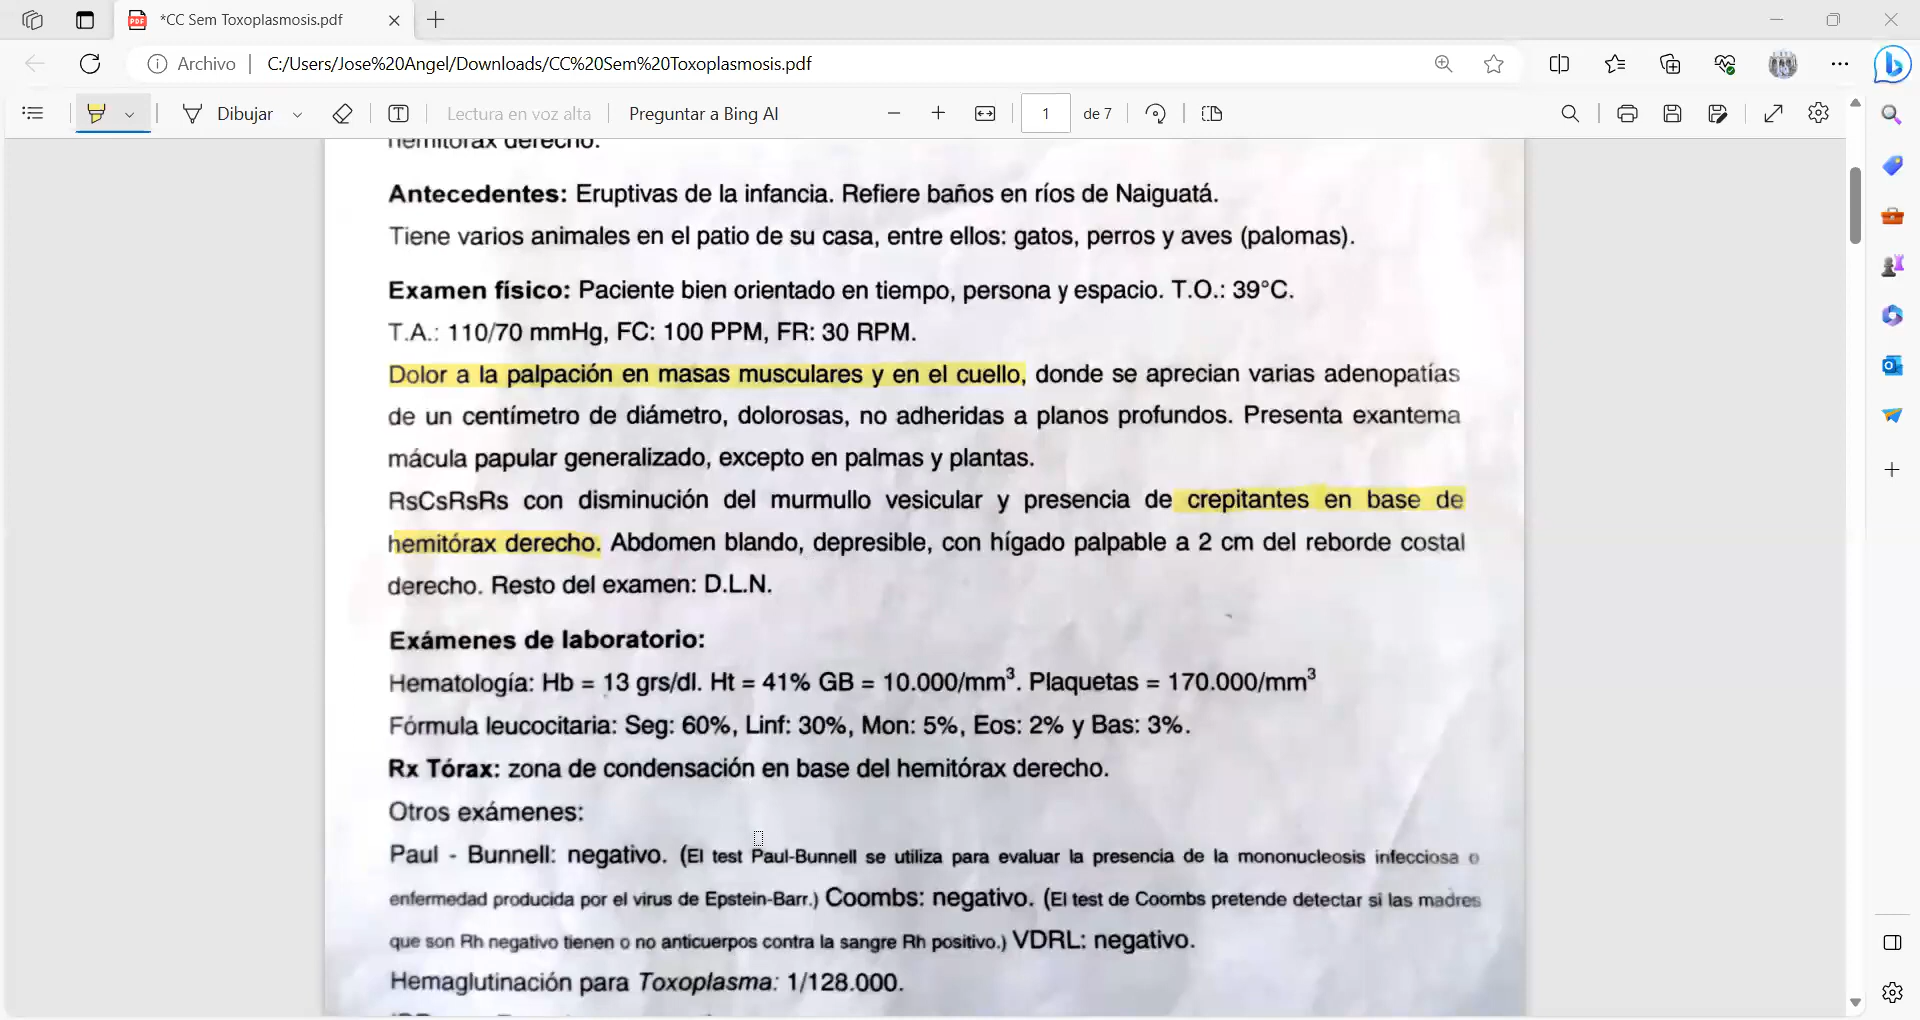 *CC Sem Toxoplasmosis.pdf
Archivo C:/Users/Jose%20Angel/Downloads/CC%20Sem%20Toxoplasmosis.pdf
Dibujar Lectura en voz alta Preguntar a Bing AI 1 de 7
hemitórax derecho.
Antecedentes: Eruptivas de la infancia. Refiere baños en ríos de Naiguatá.
Tiene varios animales en el patio de su casa, entre ellos: gatos, perros y aves (palomas).
Examen físico: Paciente bien orientado en tiempo, persona y espacio. T.O.: 39°C.
T.A.: 110/70 mmHg, FC: 100 PPM, FR: 30 RPM.
Dolor a la palpación en masas musculares y en el cuello, donde se aprecian varias adenopatías
de un centímetro de diámetro, dolorosas, no adheridas a planos profundos. Presenta exantema
mácula papular generalizado, excepto en palmas y plantas.
RsCsRsRs con disminución del murmullo vesicular y presencia de crepitantes en base de
hemitórax derecho. Abdomen blando, depresible, con hígado palpable a 2 cm del reborde costal
derecho. Resto del examen: D.L.N.
Exámenes de laboratorio:
Hematología: Hb = 13 grs/dl. Ht = 41% GB = 10.000/mm³. Plaquetas = 170.000/mm³
Fórmula leucocitaria: Seg: 60%, Linf: 30%, Mon: 5%, Eos: 2% y Bas: 3%.
Rx Tórax: zona de condensación en base del hemitórax derecho.
Otros exámenes:
Paul - Bunnell: negativo. (El test Paul-Bunnell se utiliza para evaluar la presencia de la mononucleosis infecciosa o
enfermedad producida por el virus de Epstein-Barr.) Coombs: negativo. (El test de Coombs pretende detectar si las madres
que son Rh negativo tienen o no anticuerpos contra la sangre Rh positivo.) VDRL: negativo.
Hemaglutinación para Toxoplasma: 1/128.000.